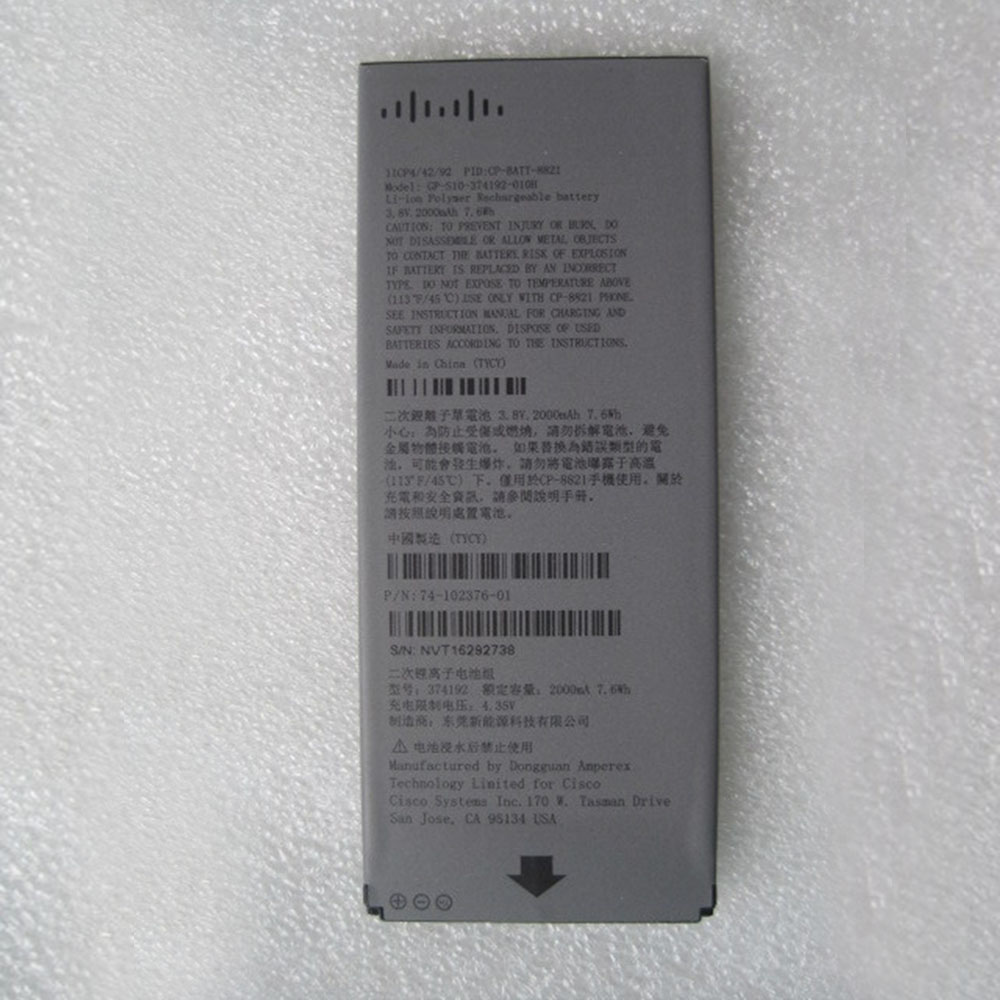 1ICP4/42/92 PID:CP-BATT-8821
Model: GP-S10-374192-010H
Li-ion Polymer Rechargeable battery
3.8V, 2000mAh 7.6Wh
CAUTION: TO PREVENT INJURY OR BURN, DO
NOT DISASSEMBLE OR ALLOW METAL OBJECTS
TO CONTACT THE BATTERY.RISK OF EXPLOSION
IF BATTERY IS REPLACED BY AN INCORRECT
TYPE. DO NOT EXPOSE TO TEMPERATURE ABOVE
(113°F/45℃).USE ONLY WITH CP-8821 PHONE.
SEE INSTRUCTION MANUAL FOR CHARGING AND
SAFETY INFORMATION. DISPOSE OF USED
BATTERIES ACCORDING TO THE INSTRUCTIONS.
Made in China (TYCY)
二次鋰離子單電池 3.8V, 2000mAh 7.6Wh
小心: 為防止受傷或燃燒, 請勿拆解電池, 避免
金屬物體接觸電池。 如果替換為錯誤類型的電
池, 可能會發生爆炸。請勿將電池曝露于高溫
(113°F/45℃) 下。僅用於CP-8821手機使用。關於
充電和安全資訊, 請參閱說明手冊。
請按照說明處置電池。
中國製造 (TYCY)
P/N:74-102376-01
S/N: NVT16292738
二次锂离子电池组
型号: 374192 额定容量: 2000mA 7.6Wh
充电限制电压: 4.35V
制造商: 东莞新能源科技有限公司
⚠ 电池浸水后禁止使用
Manufactured by Dongguan Amperex
Technology Limited for Cisco
Cisco Systems Inc.170 W. Tasman Drive
San Jose, CA 95134 USA